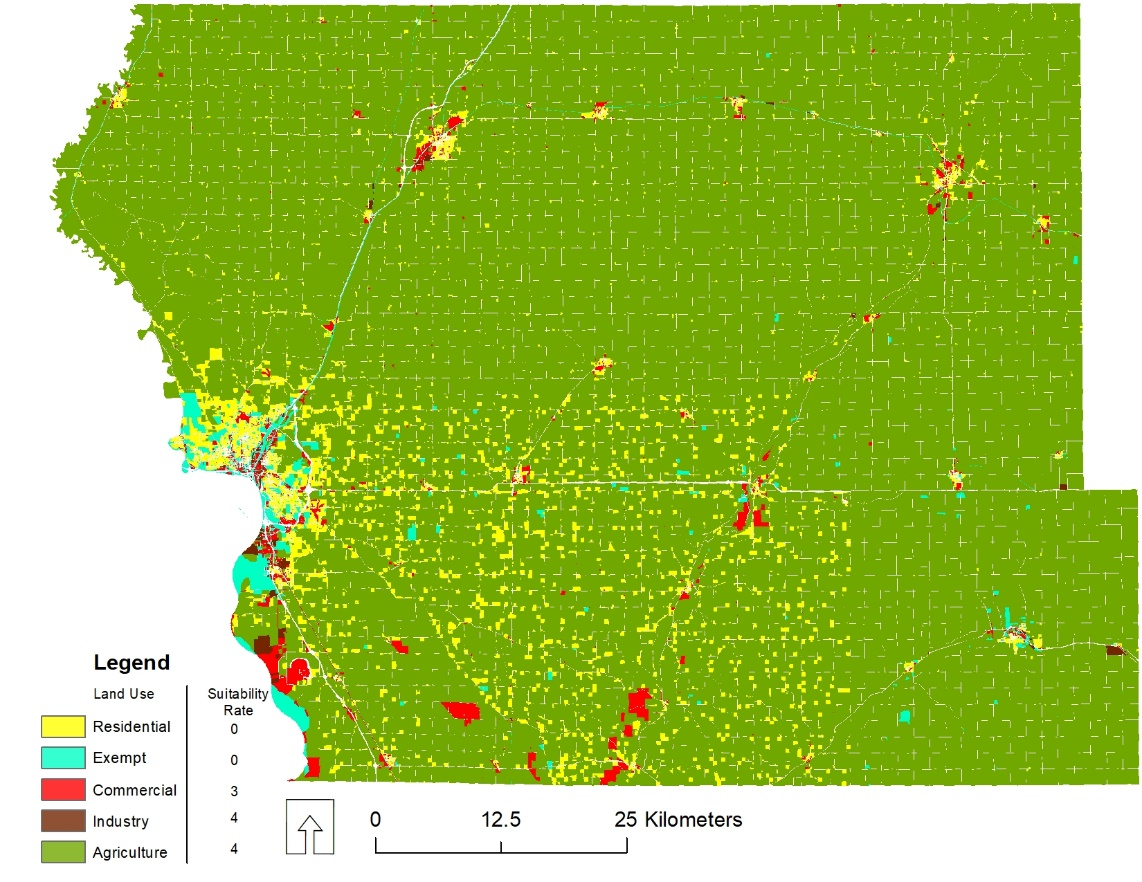 Legend
Land Use
Suitability
Rate
Residential
0
Exempt
0
Commercial
3
Industry
4
Agriculture
4
0
12.5
25 Kilometers